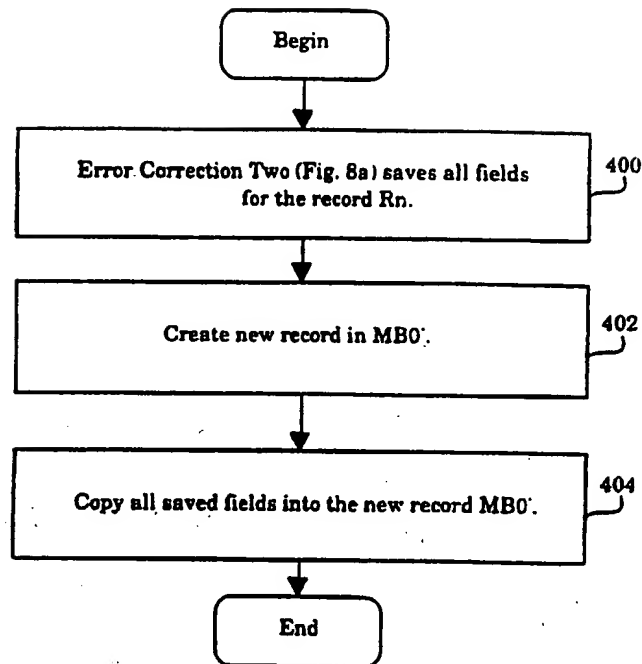 Begin
Error Correction Two (Fig. 8a) saves all fields
for the record Rn.
400
Create new record in MB0'.
402
Copy all saved fields into the new record MB0'.
404
End